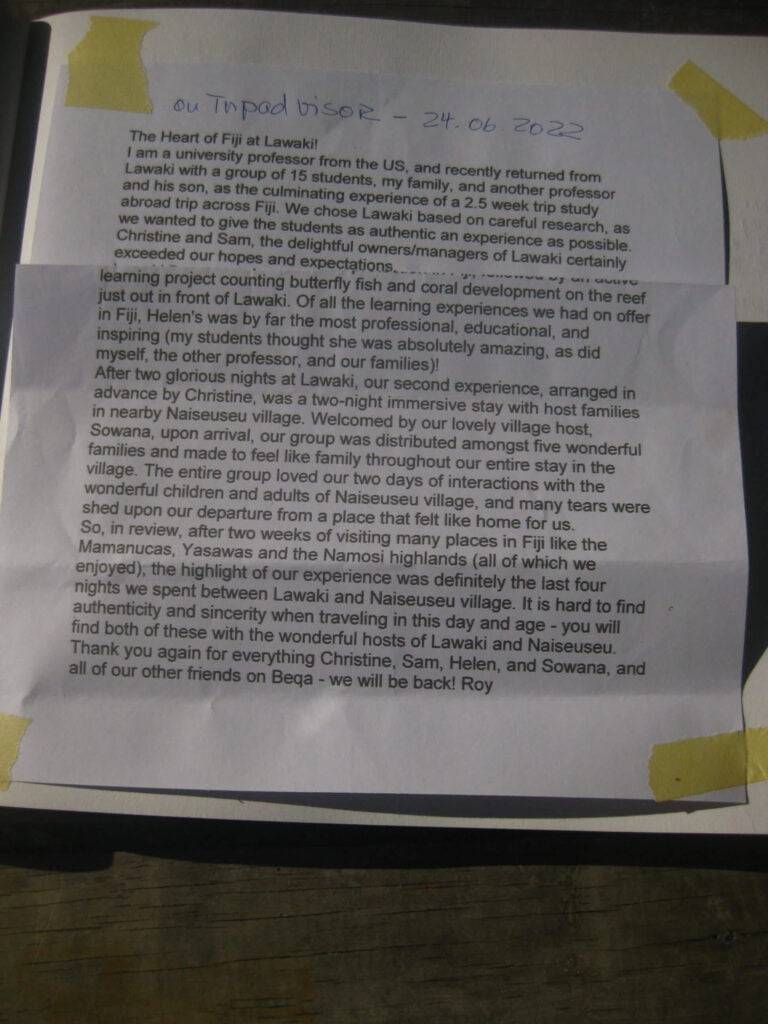 on Tripadvisor - 24.06.2022
The Heart of Fiji at Lawaki!
I am a university professor from the US, and recently returned from
Lawaki with a group of 15 students, my family, and another professor
and his son, as the culminating experience of a 2.5 week trip study
abroad trip across Fiji. We chose Lawaki based on careful research, as
we wanted to give the students as authentic an experience as possible.
Christine and Sam, the delightful owners/managers of Lawaki certainly
exceeded our hopes and expectations.
in Fiji, followed by an active
learning project counting butterfly fish and coral development on the reef
just out in front of Lawaki. Of all the learning experiences we had on offer
in Fiji, Helen's was by far the most professional, educational, and
inspiring (my students thought she was absolutely amazing, as did
myself, the other professor, and our families)!
After two glorious nights at Lawaki, our second experience, arranged in
advance by Christine, was a two-night immersive stay with host families
in nearby Naiseuseu village. Welcomed by our lovely village host,
Sowana, upon arrival, our group was distributed amongst five wonderful
families and made to feel like family throughout our entire stay in the
village. The entire group loved our two days of interactions with the
wonderful children and adults of Naiseuseu village, and many tears were
shed upon our departure from a place that felt like home for us.
So, in review, after two weeks of visiting many places in Fiji like the
Mamanucas, Yasawas and the Namosi highlands (all of which we
enjoyed), the highlight of our experience was definitely the last four
nights we spent between Lawaki and Naiseuseu village. It is hard to find
authenticity and sincerity when traveling in this day and age - you will
find both of these with the wonderful hosts of Lawaki and Naiseuseu.
Thank you again for everything Christine, Sam, Helen, and Sowana, and
all of our other friends on Beqa - we will be back! Roy